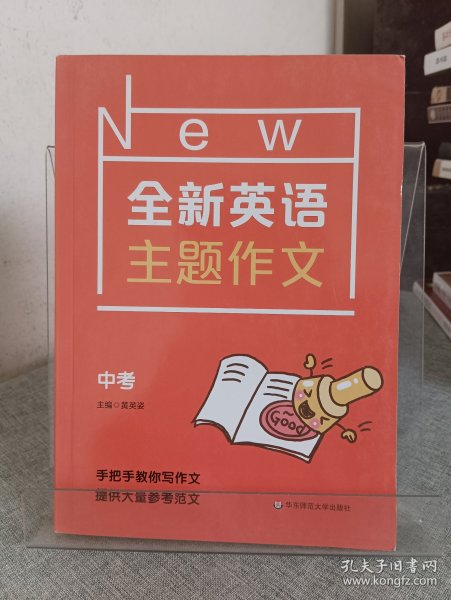 New
全新英语
主题作文
中考
主编◎黄英姿
GOOD
手把手教你写作文
提供大量参考范文
华东师范大学出版社
孔夫子旧书网
www.kongfz.com